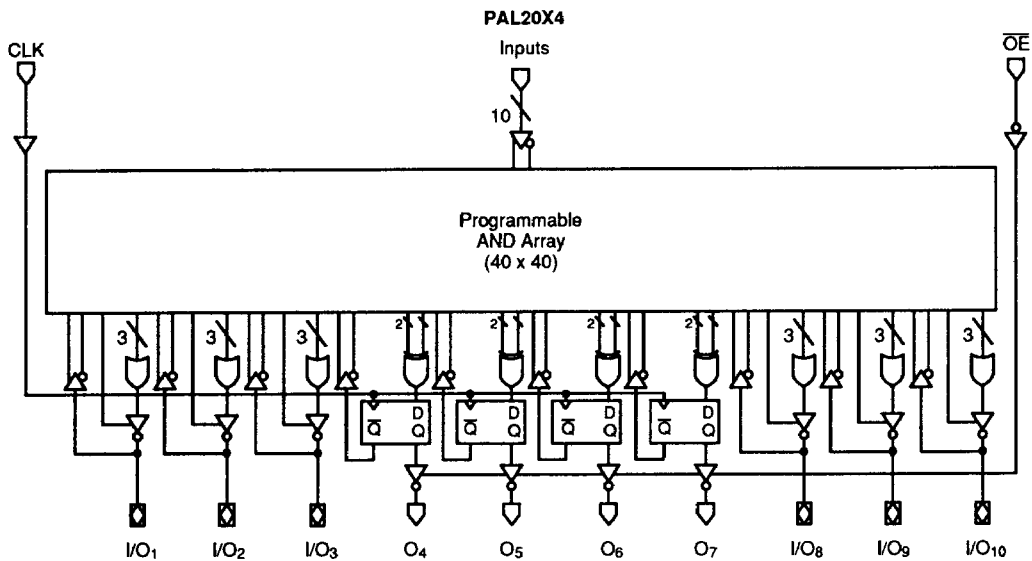 PAL20X4
CLK
Inputs
O̅E̅
10
Programmable
AND Array
(40 x 40)
3 3 3 2 2 2 2 3 3 3
D D D D
Q̅ Q Q̅ Q Q̅ Q Q̅ Q
I/O₁ I/O₂ I/O₃ O₄ O₅ O₆ O₇ I/O₈ I/O₉ I/O₁₀